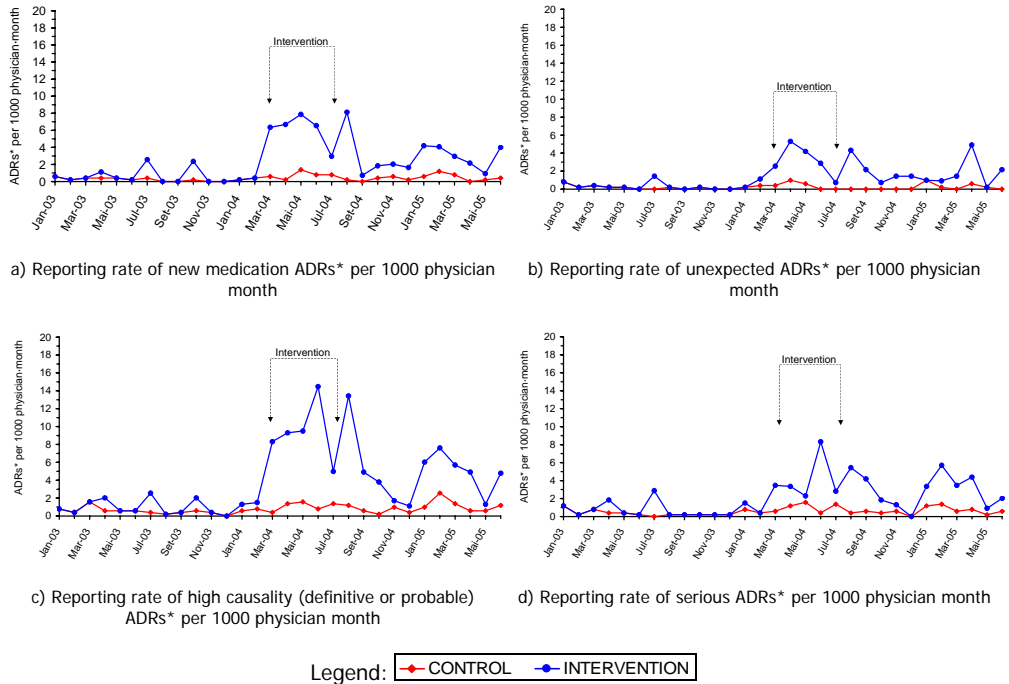 20
18
16
14
12
10
8
6
4
2
0
ADRs* per 1000 physician-month
Intervention
Jan-03
Mar-03
Mai-03
Jul-03
Set-03
Nov-03
Jan-04
Mar-04
Mai-04
Jul-04
Set-04
Nov-04
Jan-05
Mar-05
Mai-05
a) Reporting rate of new medication ADRs* per 1000 physician
month
20
18
16
14
12
10
8
6
4
2
0
ADRs* per 1000 physician-month
Intervention
Jan-03
Mar-03
Mai-03
Jul-03
Set-03
Nov-03
Jan-04
Mar-04
Mai-04
Jul-04
Set-04
Nov-04
Jan-05
Mar-05
Mai-05
b) Reporting rate of unexpected ADRs* per 1000 physician
month
20
18
16
14
12
10
8
6
4
2
0
ADRs* per 1000 physician-month
Intervention
Jan-03
Mar-03
Mai-03
Jul-03
Set-03
Nov-03
Jan-04
Mar-04
Mai-04
Jul-04
Set-04
Nov-04
Jan-05
Mar-05
Mai-05
c) Reporting rate of high causality (definitive or probable)
ADRs* per 1000 physician month
20
18
16
14
12
10
8
6
4
2
0
ADRs* per 1000 physician-month
Intervention
Jan-03
Mar-03
Mai-03
Jul-03
Set-03
Nov-03
Jan-04
Mar-04
Mai-04
Jul-04
Set-04
Nov-04
Jan-05
Mar-05
Mai-05
d) Reporting rate of serious ADRs* per 1000 physician month
Legend: CONTROL INTERVENTION